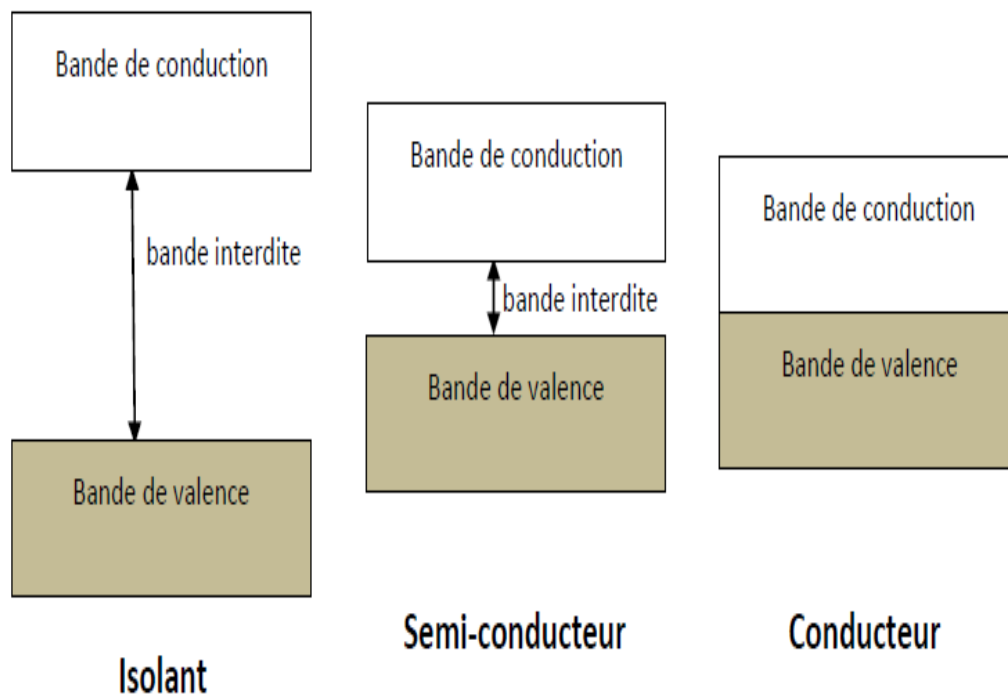 Bande de conduction
bande interdite
Bande de valence
Isolant
Bande de conduction
bande interdite
Bande de valence
Semi-conducteur
Bande de conduction
Bande de valence
Conducteur